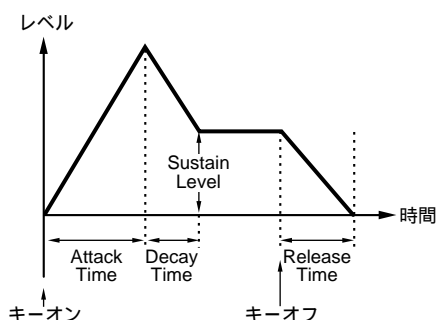 レベル
Sustain
Level
時間
Attack
Time
Decay
Time
Release
Time
キーオン
キーオフ